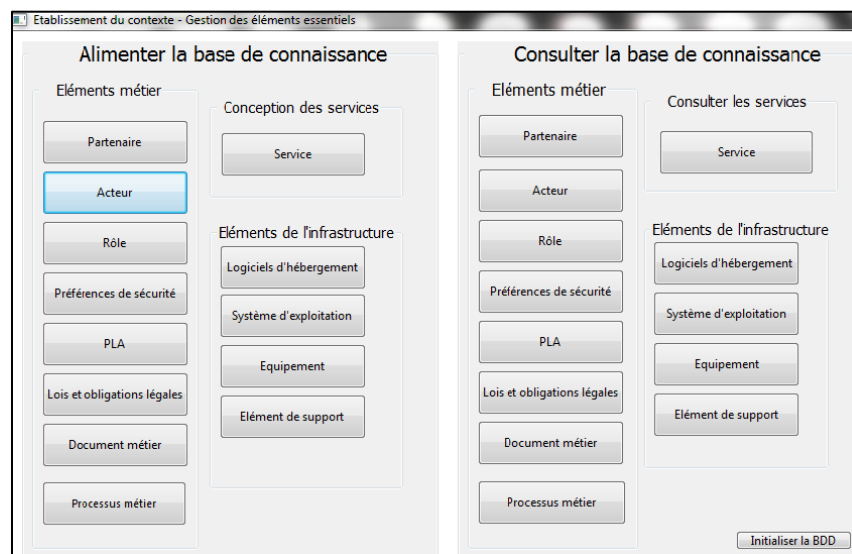 Etablissement du contexte - Gestion des éléments essentiels
Alimenter la base de connaissance
Eléments métier
Partenaire
Acteur
Rôle
Préférences de sécurité
PLA
Lois et obligations légales
Document métier
Processus métier
Conception des services
Service
Eléments de l'infrastructure
Logiciels d'hébergement
Système d'exploitation
Equipement
Elément de support
Consulter la base de connaissance
Eléments métier
Partenaire
Acteur
Rôle
Préférences de sécurité
PLA
Lois et obligations légales
Document métier
Processus métier
Consulter les services
Service
Eléments de l'infrastructure
Logiciels d'hébergement
Système d'exploitation
Equipement
Elément de support
Initialiser la BDD